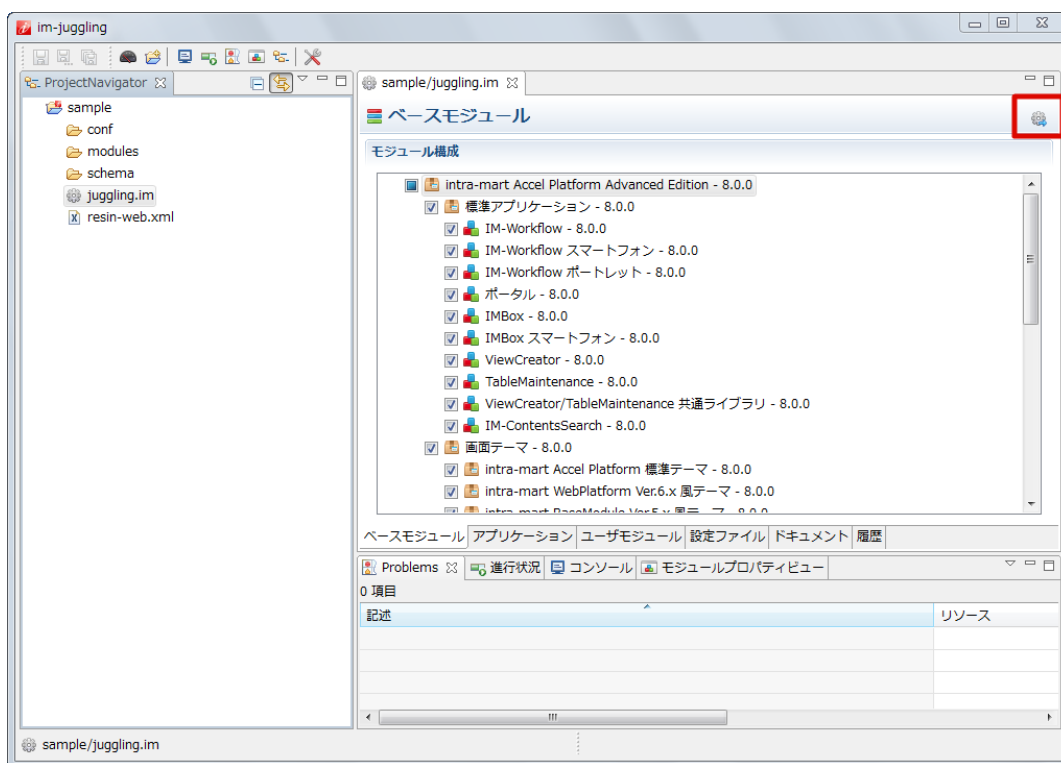 im-juggling
ProjectNavigator
sample
conf
modules
schema
juggling.im
resin-web.xml
sample/juggling.im
ベースモジュール
モジュール構成
intra-mart Accel Platform Advanced Edition - 8.0.0
標準アプリケーション - 8.0.0
IM-Workflow - 8.0.0
IM-Workflow スマートフォン - 8.0.0
IM-Workflow ポートレット - 8.0.0
ポータル - 8.0.0
IMBox - 8.0.0
IMBox スマートフォン - 8.0.0
ViewCreator - 8.0.0
TableMaintenance - 8.0.0
ViewCreator/TableMaintenance 共通ライブラリ - 8.0.0
IM-ContentsSearch - 8.0.0
画面テーマ - 8.0.0
intra-mart Accel Platform 標準テーマ - 8.0.0
intra-mart WebPlatform Ver.6.x 風テーマ - 8.0.0
intra-mart BaseModule Ver.5.x 風テーマ - 8.0.0
ベースモジュール アプリケーション ユーザモジュール 設定ファイル ドキュメント 履歴
Problems 進行状況 コンソール モジュールプロパティビュー
0 項目
記述 リソース
sample/juggling.im